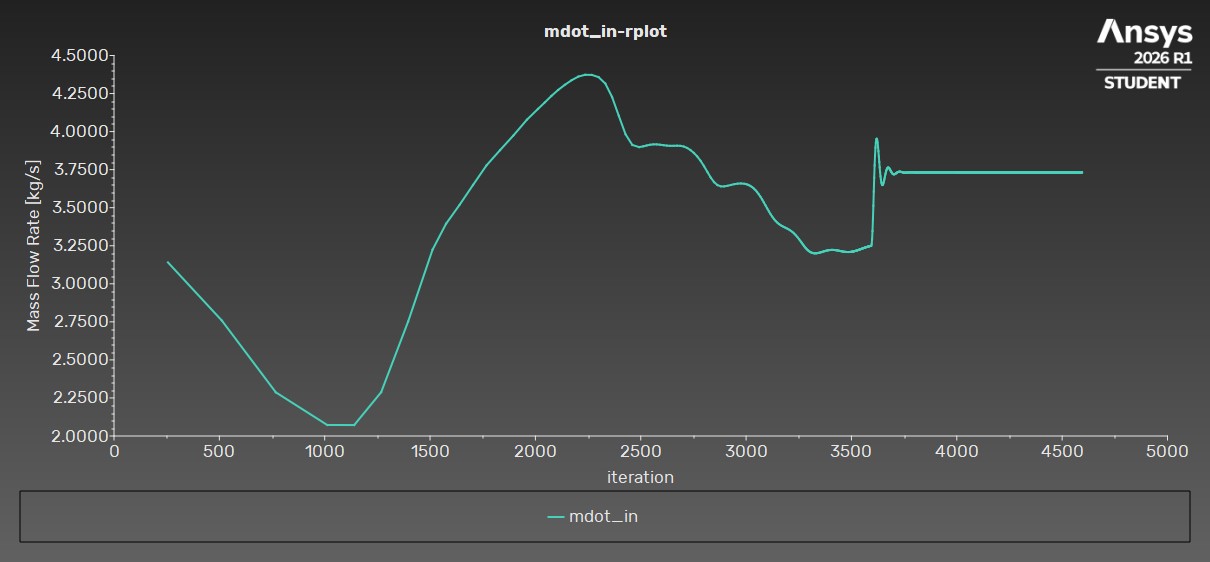 mdot_in-rplot
Ansys
2026 R1
STUDENT
4.5000
4.2500
4.0000
3.7500
3.5000
3.2500
3.0000
2.7500
2.5000
2.2500
2.0000
Mass Flow Rate [kg/s]
0 500 1000 1500 2000 2500 3000 3500 4000 4500 5000
iteration
mdot_in